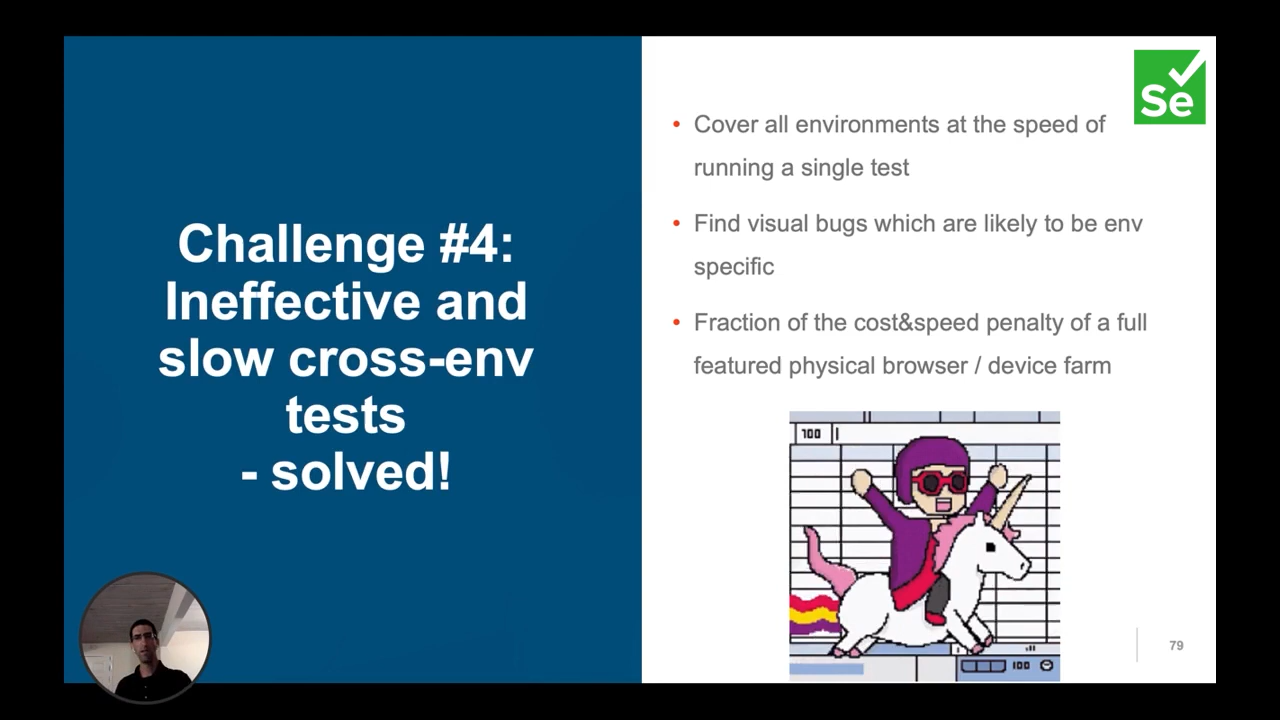 Challenge #4:
Ineffective and
slow cross-env
tests
- solved!
Se
• Cover all environments at the speed of
running a single test
• Find visual bugs which are likely to be env
specific
• Fraction of the cost&speed penalty of a full
featured physical browser / device farm
100
100
79